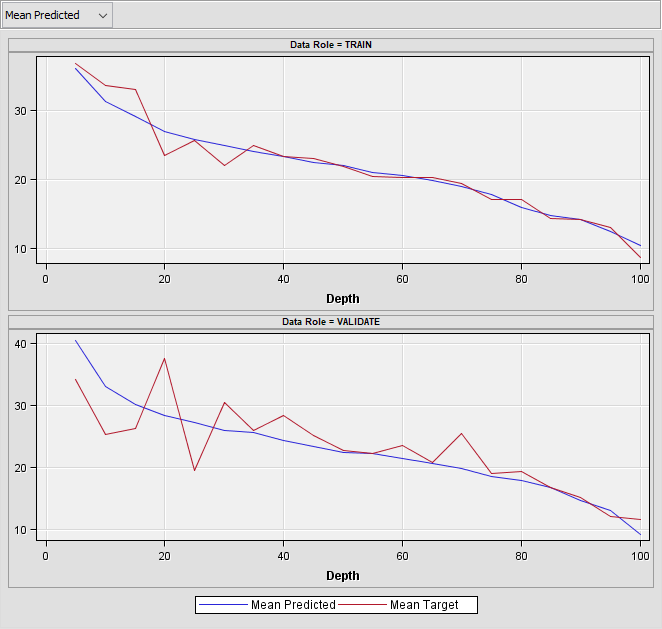 Mean Predicted
Data Role = TRAIN
30
20
10
0 20 40 60 80 100
Depth
Data Role = VALIDATE
40
30
20
10
0 20 40 60 80 100
Depth
Mean Predicted Mean Target